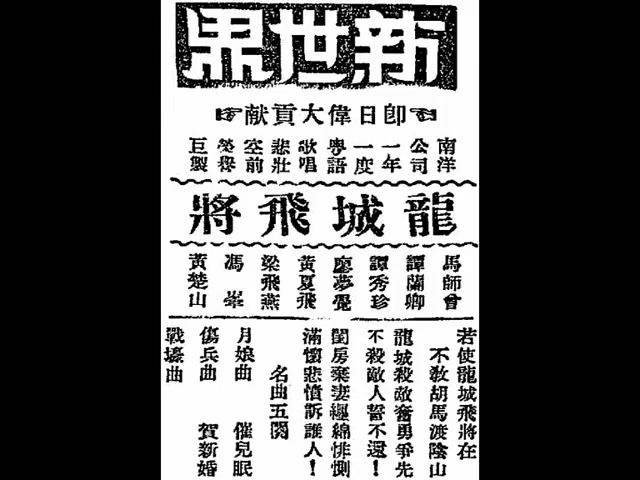 新世界
☞即日偉大貢献☜
南洋
公司
一年
一度
粵語
歌唱
悲壯
空前
榮譽
巨製
龍城飛將
馬師曾
譚蘭卿
譚秀珍
廖夢覺
黃夏飛
梁飛燕
馮峯
黃楚山
若使龍城飛將在
不敎胡馬渡陰山
龍城殺敵奮勇爭先
不殺敵人誓不還！
閨房棄妻纏綿悱惻
滿懷悲憤訴誰人！
名曲五闋
月娘曲 催兒眠
傷兵曲 賀新婚
戰壕曲